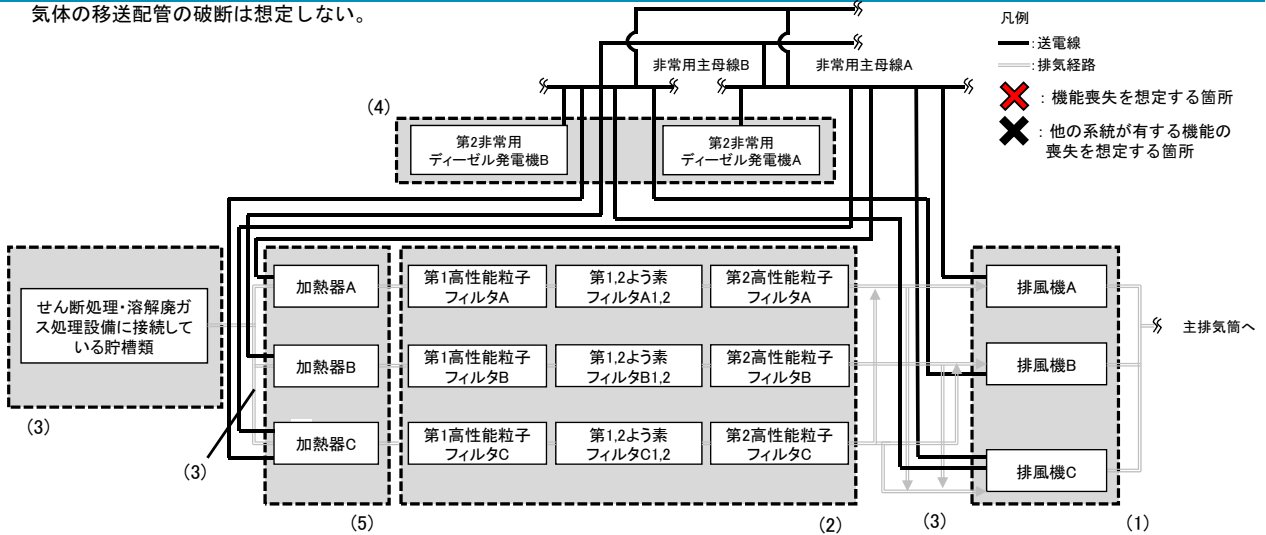 気体の移送配管の破断は想定しない。
凡例
:送電線
:排気経路
:機能喪失を想定する箇所
:他の系統が有する機能の
喪失を想定する箇所
非常用主母線B
非常用主母線A
(4)
第2非常用
ディーゼル発電機B
第2非常用
ディーゼル発電機A
せん断処理・溶解廃ガ
ス処理設備に接続して
いる貯槽類
(3)
(3)
加熱器A
加熱器B
加熱器C
(5)
第1高性能粒子
フィルタA
第1,2よう素
フィルタA1,2
第2高性能粒子
フィルタA
第1高性能粒子
フィルタB
第1,2よう素
フィルタB1,2
第2高性能粒子
フィルタB
第1高性能粒子
フィルタC
第1,2よう素
フィルタC1,2
第2高性能粒子
フィルタC
(2)
(3)
排風機A
排風機B
排風機C
(1)
主排気筒へ